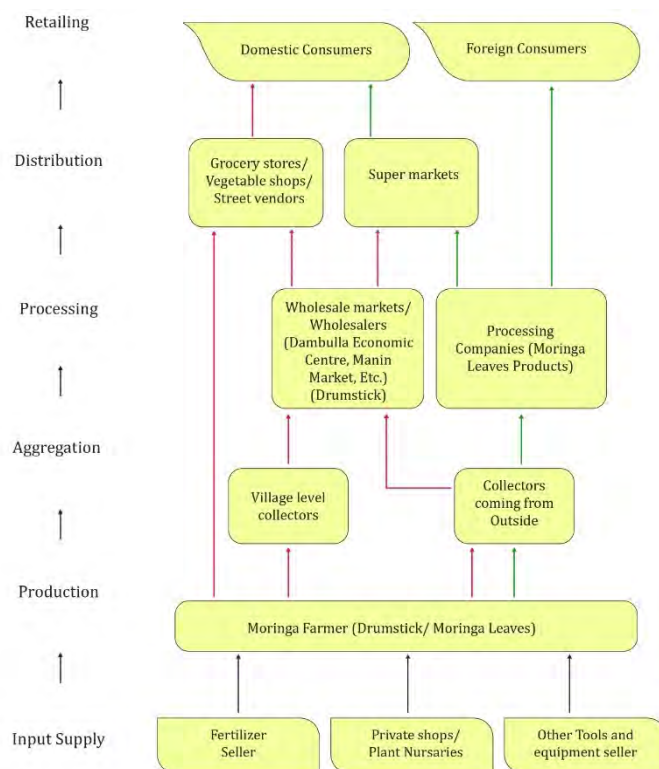 Retailing
Domestic Consumers
Foreign Consumers
Distribution
Grocery stores/
Vegetable shops/
Street vendors
Super markets
Processing
Wholesale markets/
Wholesalers
(Dambulla Economic
Centre, Manin
Market, Etc.)
(Drumstick)
Processing
Companies (Moringa
Leaves Products)
Aggregation
Village level
collectors
Collectors
coming from
Outside
Production
Moringa Farmer (Drumstick/ Moringa Leaves)
Input Supply
Fertilizer
Seller
Private shops/
Plant Nursaries
Other Tools and
equipment seller